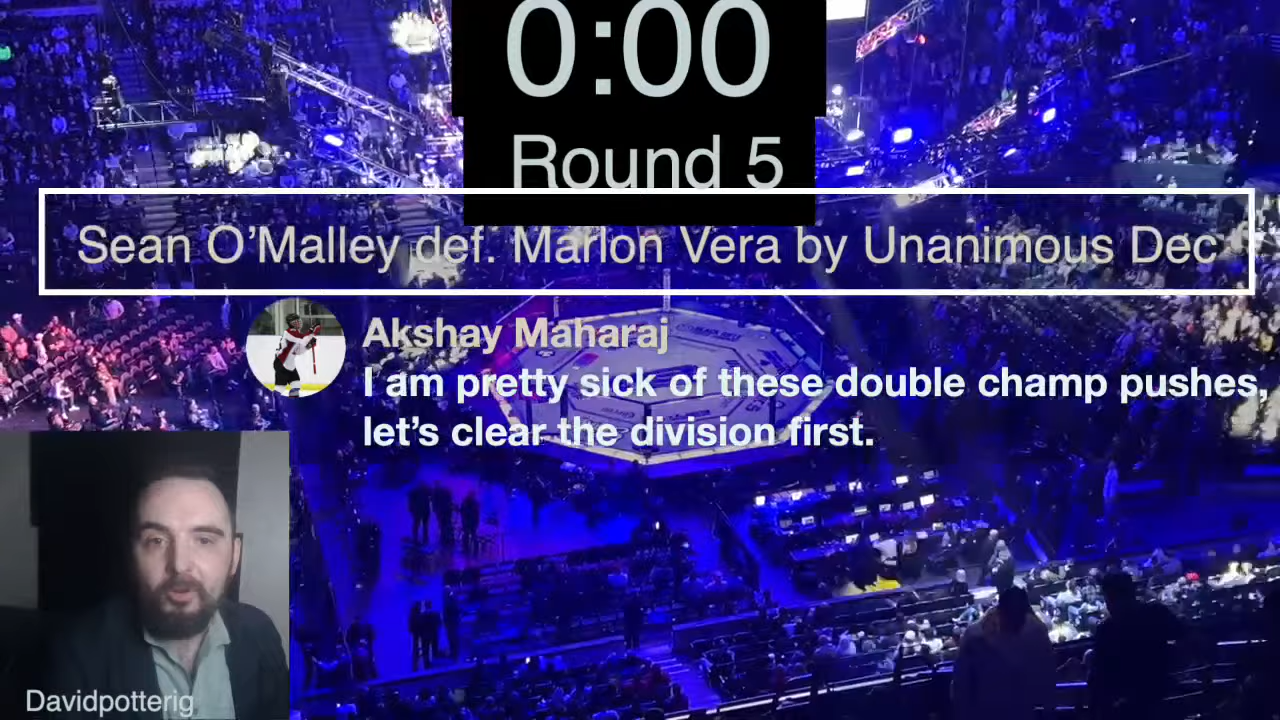 0:00
Round 5
Sean O’Malley def. Marlon Vera by Unanimous Dec
Akshay Maharaj
I am pretty sick of these double champ pushes,
let’s clear the division first.
Davidpotterig